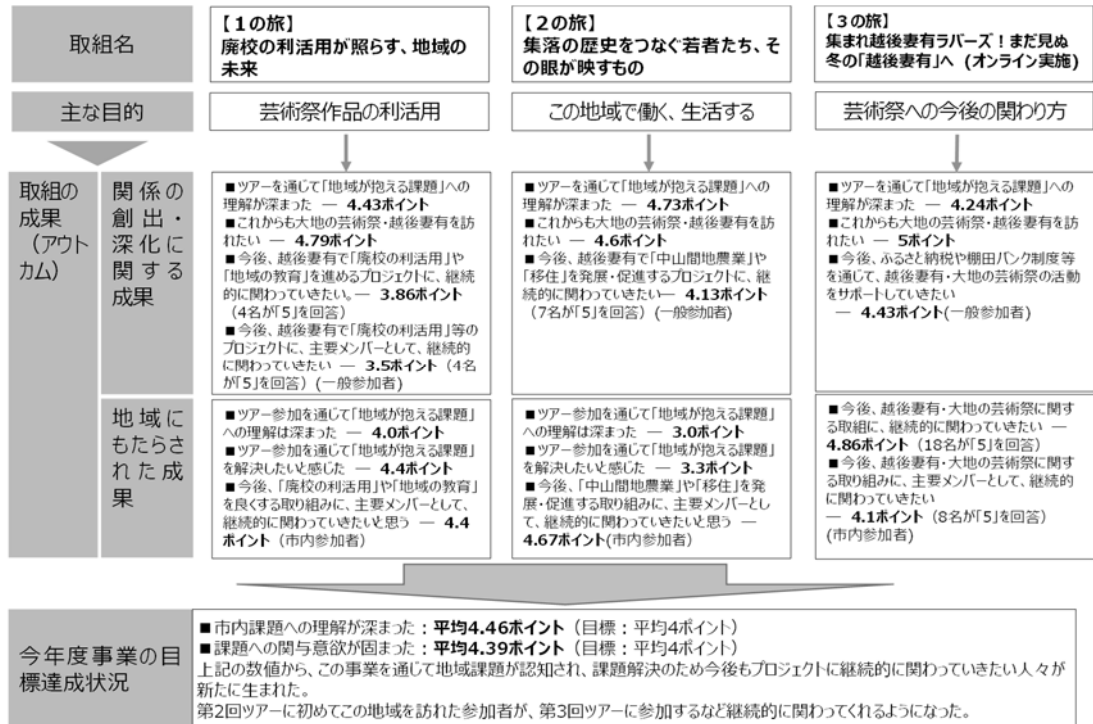 取組名
【１の旅】
廃校の利活用が照らす、地域の
未来
【２の旅】
集落の歴史をつなぐ若者たち、そ
の眼が映すもの
【３の旅】
集まれ越後妻有ラバーズ！まだ見ぬ
冬の「越後妻有」へ (オンライン実施)
主な目的
芸術祭作品の利活用
この地域で働く、生活する
芸術祭への今後の関わり方
取組の
成果
（アウト
カム）
関係の
創出・
深化に
関する
成果
■ツアーを通じて「地域が抱える課題」への
理解が深まった ― 4.43ポイント
■これからも大地の芸術祭・越後妻有を訪
れたい ― 4.79ポイント
■今後、越後妻有で「廃校の利活用」や
「地域の教育」を進めるプロジェクトに、継続
的に関わっていきたい。― 3.86ポイント
（4名が「5」を回答）
■今後、越後妻有で「廃校の利活用」等の
プロジェクトに、主要メンバーとして、継続的
に関わっていきたい ― 3.5ポイント（4名
が「5」を回答）(一般参加者)
■ツアーを通じて「地域が抱える課題」への
理解が深まった ― 4.73ポイント
■これからも大地の芸術祭・越後妻有を訪
れたい ― 4.6ポイント
■今後、越後妻有で「中山間地農業」や
「移住」を発展・促進するプロジェクトに、継
続的に関わっていきたい― 4.13ポイント
（7名が「5」を回答）(一般参加者)
■ツアーを通じて「地域が抱える課題」への
理解が深まった ― 4.24ポイント
■これからも大地の芸術祭・越後妻有を訪
れたい ― 5ポイント
■今後、ふるさと納税や棚田バンク制度等
を通じて、越後妻有・大地の芸術祭の活動
をサポートしていきたい
― 4.43ポイント(一般参加者)
地域に
もたらさ
れた成
果
■ツアー参加を通じて「地域が抱える課題」
への理解は深まった ― 4.0ポイント
■ツアー参加を通じて「地域が抱える課題」
を解決したいと感じた ― 4.4ポイント
■今後、「廃校の利活用」や「地域の教育」
を良くする取り組みに、主要メンバーとして、
継続的に関わっていきたいと思う ― 4.4
ポイント（市内参加者）
■ツアー参加を通じて「地域が抱える課題」
への理解は深まった ― 3.0ポイント
■ツアー参加を通じて「地域が抱える課題」
を解決したいと感じた ― 3.3ポイント
■今後、「中山間地農業」や「移住」を発
展・促進する取り組みに、主要メンバーとし
て、継続的に関わっていきたいと思う ―
4.67ポイント(市内参加者)
■今後、越後妻有・大地の芸術祭に関す
る取組に、継続的に関わっていきたい ―
4.86ポイント（18名が「5」を回答）
■今後、越後妻有・大地の芸術祭に関す
る取り組みに、主要メンバーとして、継続的
に関わっていきたい
― 4.1ポイント（8名が「5」を回答）
(市内参加者)
今年度事業の目
標達成状況
■市内課題への理解が深まった：平均4.46ポイント（目標：平均4ポイント）
■課題への関与意欲が固まった：平均4.39ポイント（目標：平均4ポイント）
上記の数値から、この事業を通じて地域課題が認知され、課題解決のため今後もプロジェクトに継続的に関わっていきたい人々が
新たに生まれた。
第2回ツアーに初めてこの地域を訪れた参加者が、第3回ツアーに参加するなど継続的に関わってくれるようになった。